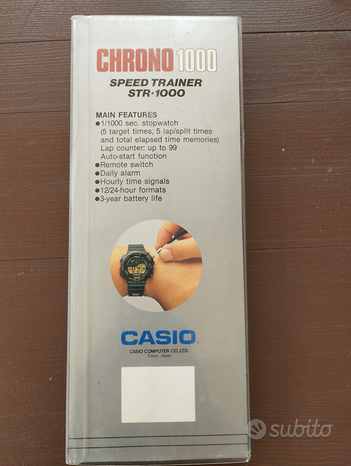 CHRONO 1000
SPEED TRAINER
STR-1000
MAIN FEATURES
●1/1000 sec. stopwatch
(5 target times, 5 lap/split times
and total elapsed time memories)
Lap counter: up to 99
Auto-start function
●Remote switch
●Daily alarm
●Hourly time signals
●12/24-hour formats
●3-year battery life
CASIO
CASIO COMPUTER CO.,LTD.
Tokyo Japan
subito